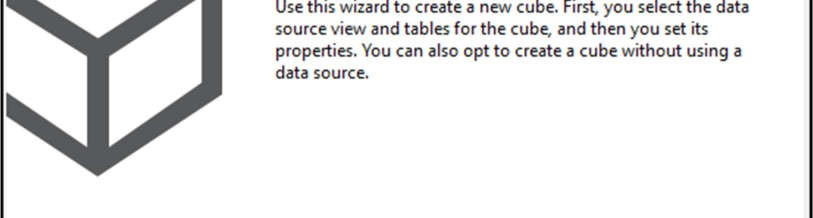 Use this wizard to create a new cube. First, you select the data
source view and tables for the cube, and then you set its
properties. You can also opt to create a cube without using a
data source.